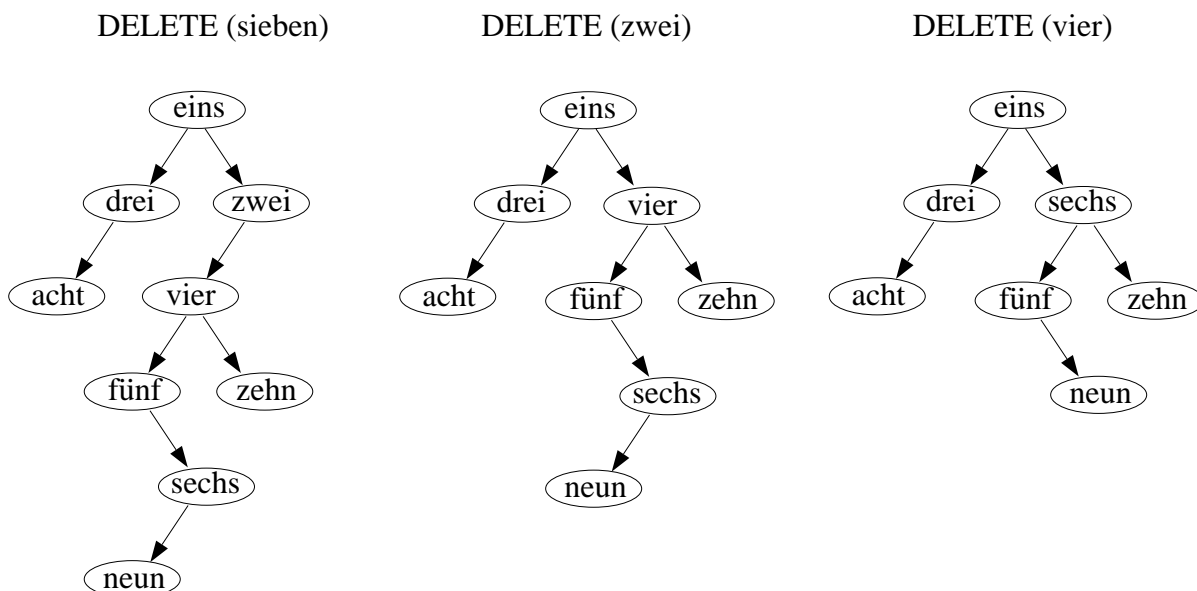 DELETE (sieben)
eins
drei
zwei
acht
vier
fünf
zehn
sechs
neun
DELETE (zwei)
eins
drei
vier
acht
fünf
zehn
sechs
neun
DELETE (vier)
eins
drei
sechs
acht
fünf
zehn
neun